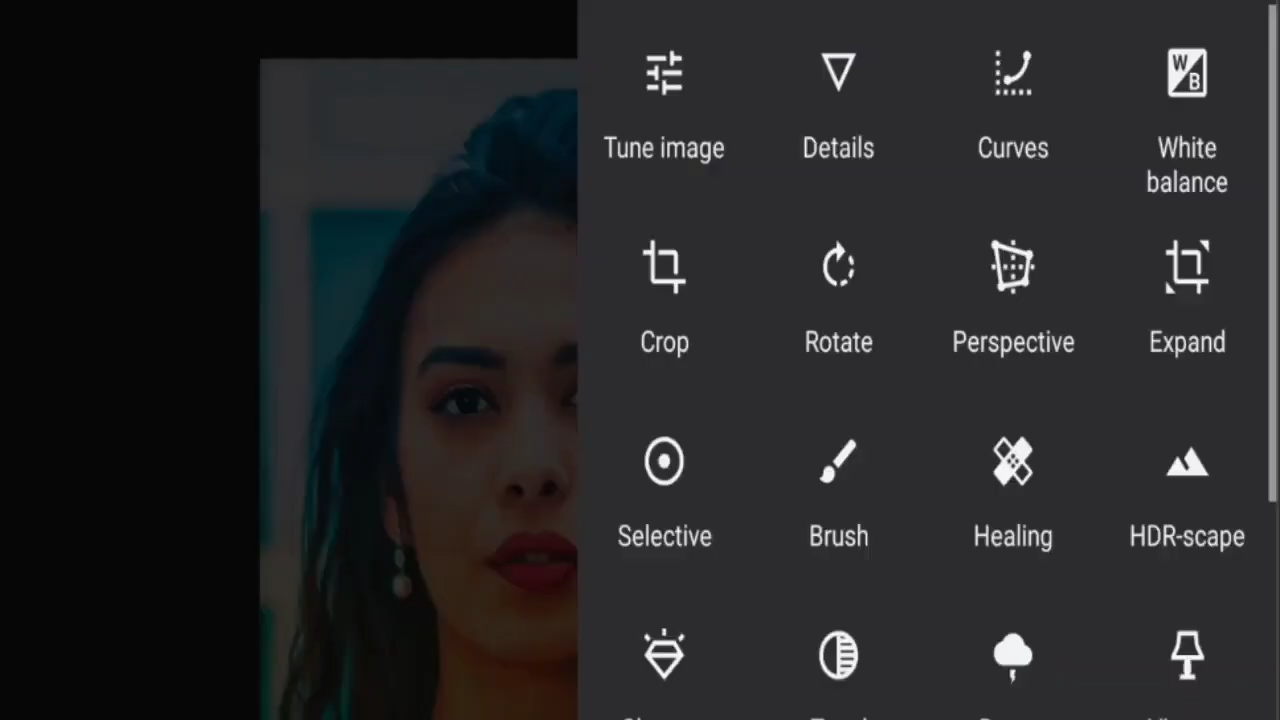 Tune image
Details
Curves
White
balance
Crop
Rotate
Perspective
Expand
Selective
Brush
Healing
HDR-scape